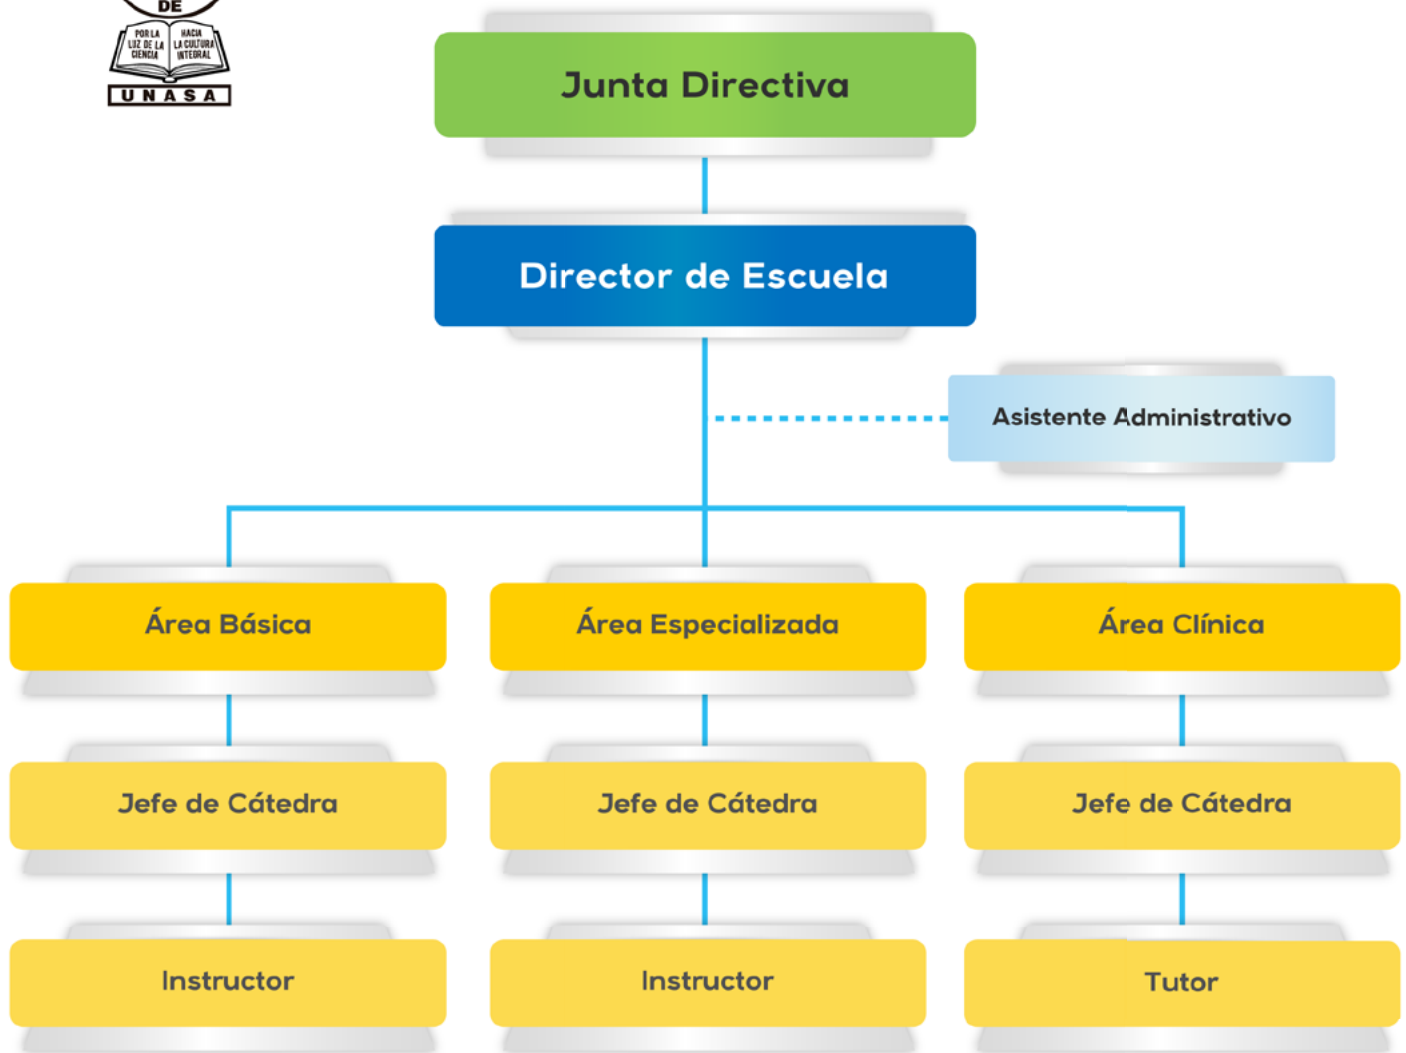 DE
POR LA
LUZ DE LA
CIENCIA
HACIA
LA CULTURA
INTEGRAL
UNASA
Junta Directiva
Director de Escuela
Asistente Administrativo
Área Básica
Área Especializada
Área Clínica
Jefe de Cátedra
Jefe de Cátedra
Jefe de Cátedra
Instructor
Instructor
Tutor